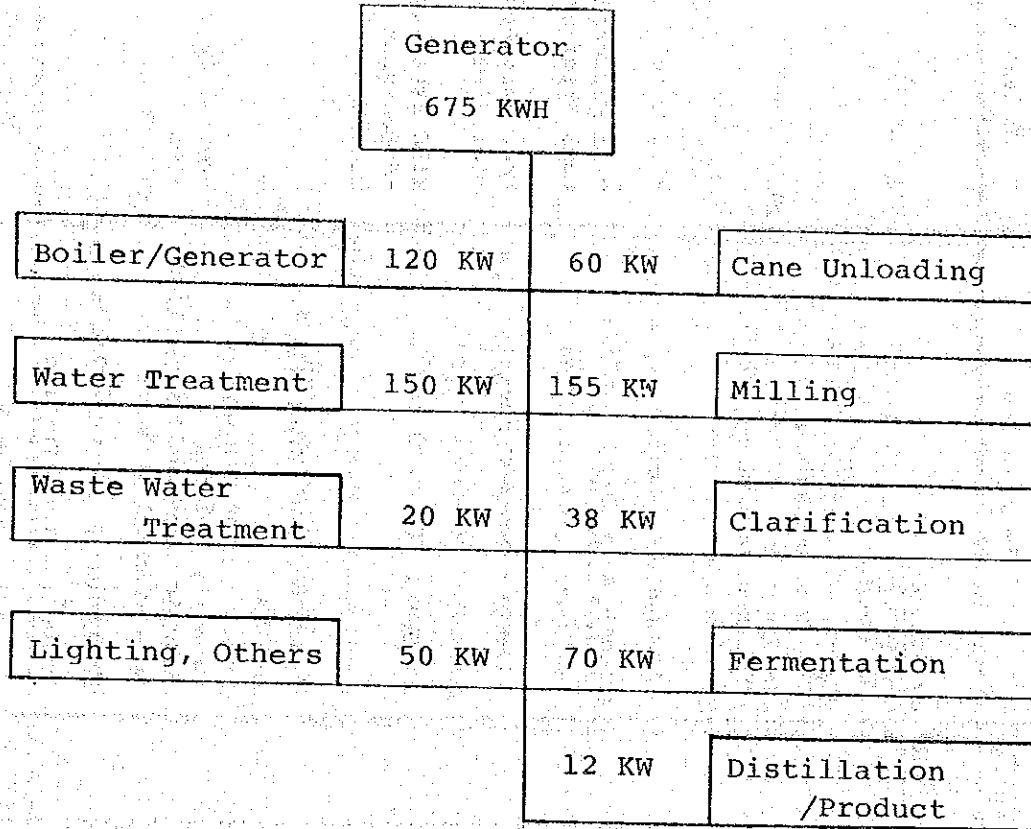 Generator
675 KWH
Boiler/Generator 120 KW 60 KW Cane Unloading
Water Treatment 150 KW 155 KW Milling
Waste Water
Treatment 20 KW 38 KW Clarification
Lighting, Others 50 KW 70 KW Fermentation
12 KW Distillation
/Product